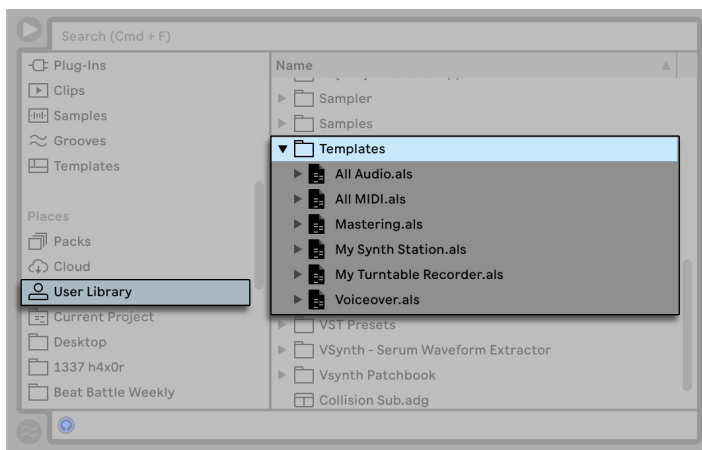 Search (Cmd + F)
Plug-Ins
Clips
Samples
Grooves
Templates
Places
Packs
Cloud
User Library
Current Project
Desktop
1337 h4x0r
Beat Battle Weekly
Name
Sampler
Samples
Templates
All Audio.als
All MIDI.als
Mastering.als
My Synth Station.als
My Turntable Recorder.als
Voiceover.als
VST Presets
VSynth - Serum Waveform Extractor
Vsynth Patchbook
Collision Sub.adg